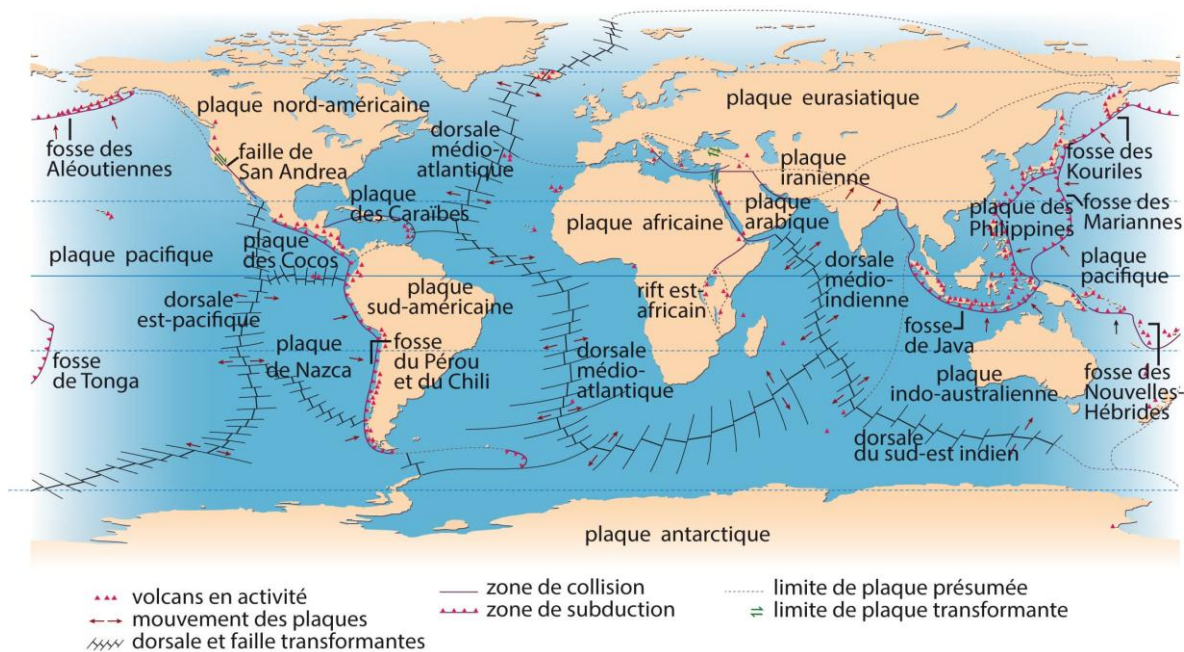 plaque nord-américaine
plaque eurasiatique
fosse des
Aléoutiennes
faille de
San Andrea
dorsale
médio-
atlantique
plaque
iranienne
fosse des
Kouriles
plaque
des Caraïbes
plaque africaine
plaque
arabique
plaque des
Philippines
fosse des
Mariannes
plaque pacifique
plaque
des Cocos
plaque
pacifique
dorsale
est-pacifique
plaque
sud-américaine
rift est-
africain
dorsale
médio-
indienne
fosse
de Tonga
plaque
de Nazca
fosse
du Pérou
et du Chili
dorsale
médio-
atlantique
fosse
de Java
plaque
indo-australienne
fosse des
Nouvelles-
Hébrides
dorsale
du sud-est indien
plaque antarctique
volcans en activité
mouvement des plaques
dorsale et faille transformantes
zone de collision
zone de subduction
limite de plaque présumée
limite de plaque transformante